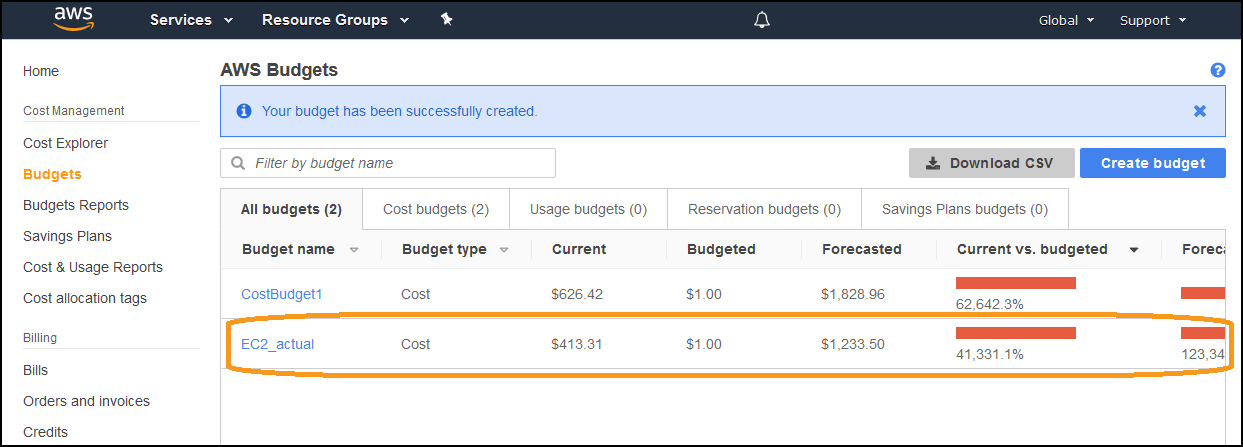 aws Services Resource Groups Global Support
Home
Cost Management
Cost Explorer
Budgets
Budgets Reports
Savings Plans
Cost & Usage Reports
Cost allocation tags
Billing
Bills
Orders and invoices
Credits
AWS Budgets
Your budget has been successfully created.
Filter by budget name Download CSV Create budget
All budgets (2) Cost budgets (2) Usage budgets (0) Reservation budgets (0) Savings Plans budgets (0)
Budget name Budget type Current Budgeted Forecasted Current vs. budgeted
CostBudget1 Cost $626.42 $1.00 $1,828.96 62,642.3%
EC2_actual Cost $413.31 $1.00 $1,233.50 41,331.1% 123,34